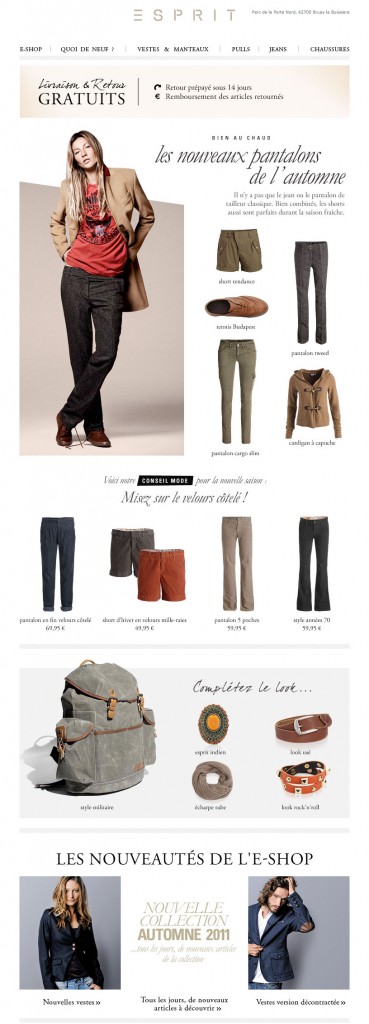 ESPRIT
Parc de la Porte Nord, 62700 Bruay la Buissière
E-SHOP | QUOI DE NEUF ? | VESTES & MANTEAUX | PULLS | JEANS | CHAUSSURES
Livraison & Retour
GRATUITS
Retour prépayé sous 14 jours
€ Remboursement des articles retournés
BIEN AU CHAUD
les nouveaux pantalons
de l'automne
Il n'y a pas que le jean ou le pantalon de
tailleur classique. Bien combinés, les shorts
aussi sont parfaits durant la saison fraîche.
short tendance
tennis Budapest
pantalon tweed
pantalon cargo slim
cardigan à capuche
Voici notre CONSEIL MODE pour la nouvelle saison :
Misez sur le velours côtelé !
pantalon en fin velours côtelé
69,95 €
short d'hiver en velours mille-raies
49,95 €
pantalon 5 poches
59,95 €
style années 70
59,95 €
Complétez le look...
esprit indien
look usé
style militaire
écharpe tube
look rock'n'roll
LES NOUVEAUTÉS DE L'E-SHOP
NOUVELLE
COLLECTION
AUTOMNE 2011
...tous les jours, de nouveaux articles
de la collection
Nouvelles vestes »
Tous les jours, de nouveaux
articles à découvrir »
Vestes version décontractée »